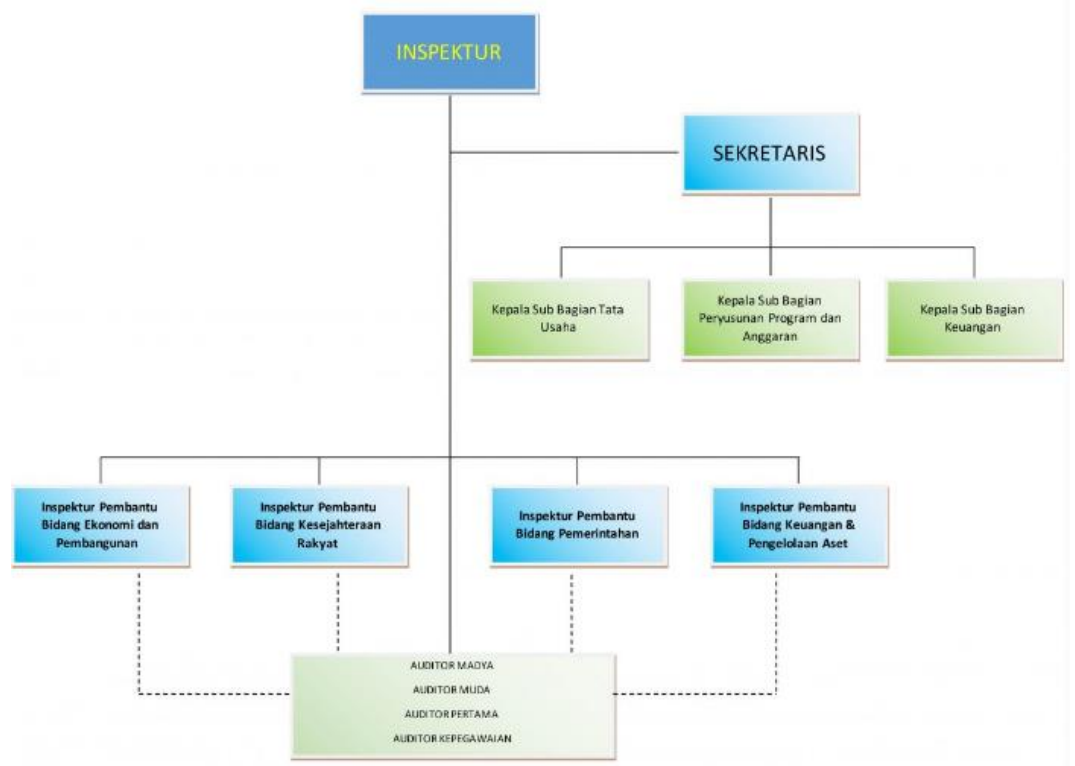 INSPEKTUR
SEKRETARIS
Kepala Sub Bagian Tata
Usaha
Kepala Sub Bagian
Peryusunan Program dan
Anggaran
Kepala Sub Bagian
Keuangan
Inspektur Pembantu
Bidang Ekonomi dan
Pembangunan
Inspektur Pembantu
Bidang Kesejahteraan
Rakyat
Inspektur Pembantu
Bidang Pemerintahan
Inspektur Pembantu
Bidang Keuangan &
Pengelolaan Aset
AUDITOR MADYA
AUDITOR MUDA
AUDITOR PERTAMA
AUDITOR KEPEGAWAIAN